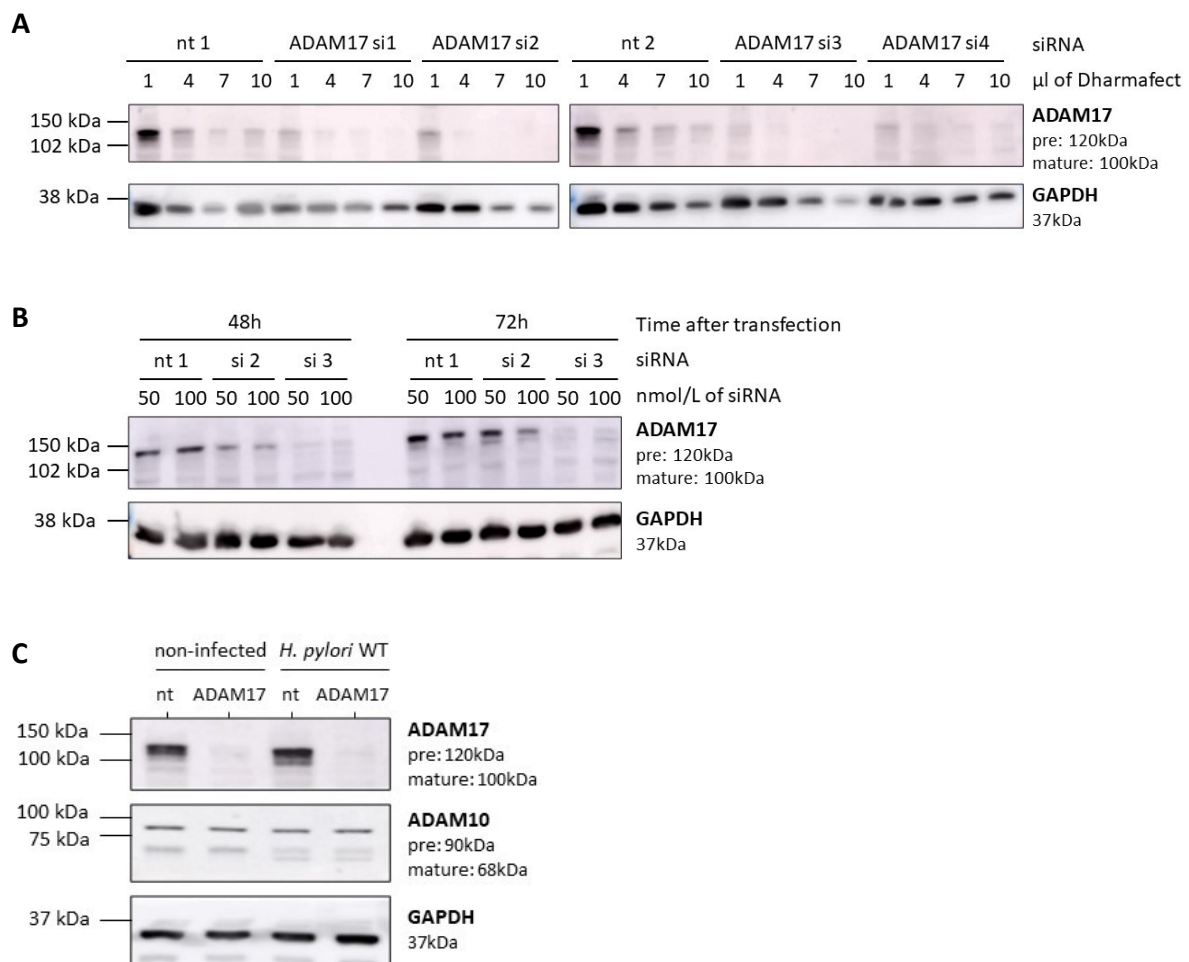 A
nt 1 ADAM17 si1 ADAM17 si2 nt 2 ADAM17 si3 ADAM17 si4 siRNA
1 4 7 10 1 4 7 10 1 4 7 10 1 4 7 10 1 4 7 10 1 4 7 10 µl of Dharmafect
150 kDa ADAM17
102 kDa pre: 120kDa
mature: 100kDa
38 kDa GAPDH
37kDa
B
48h 72h Time after transfection
nt 1 si 2 si 3 nt 1 si 2 si 3 siRNA
50 100 50 100 50 100 50 100 50 100 50 100 nmol/L of siRNA
150 kDa ADAM17
102 kDa pre: 120kDa
mature: 100kDa
38 kDa GAPDH
37kDa
C
non-infected H. pylori WT
nt ADAM17 nt ADAM17
150 kDa ADAM17
100 kDa pre: 120kDa
mature: 100kDa
100 kDa ADAM10
75 kDa pre: 90kDa
mature: 68kDa
37 kDa GAPDH
37kDa